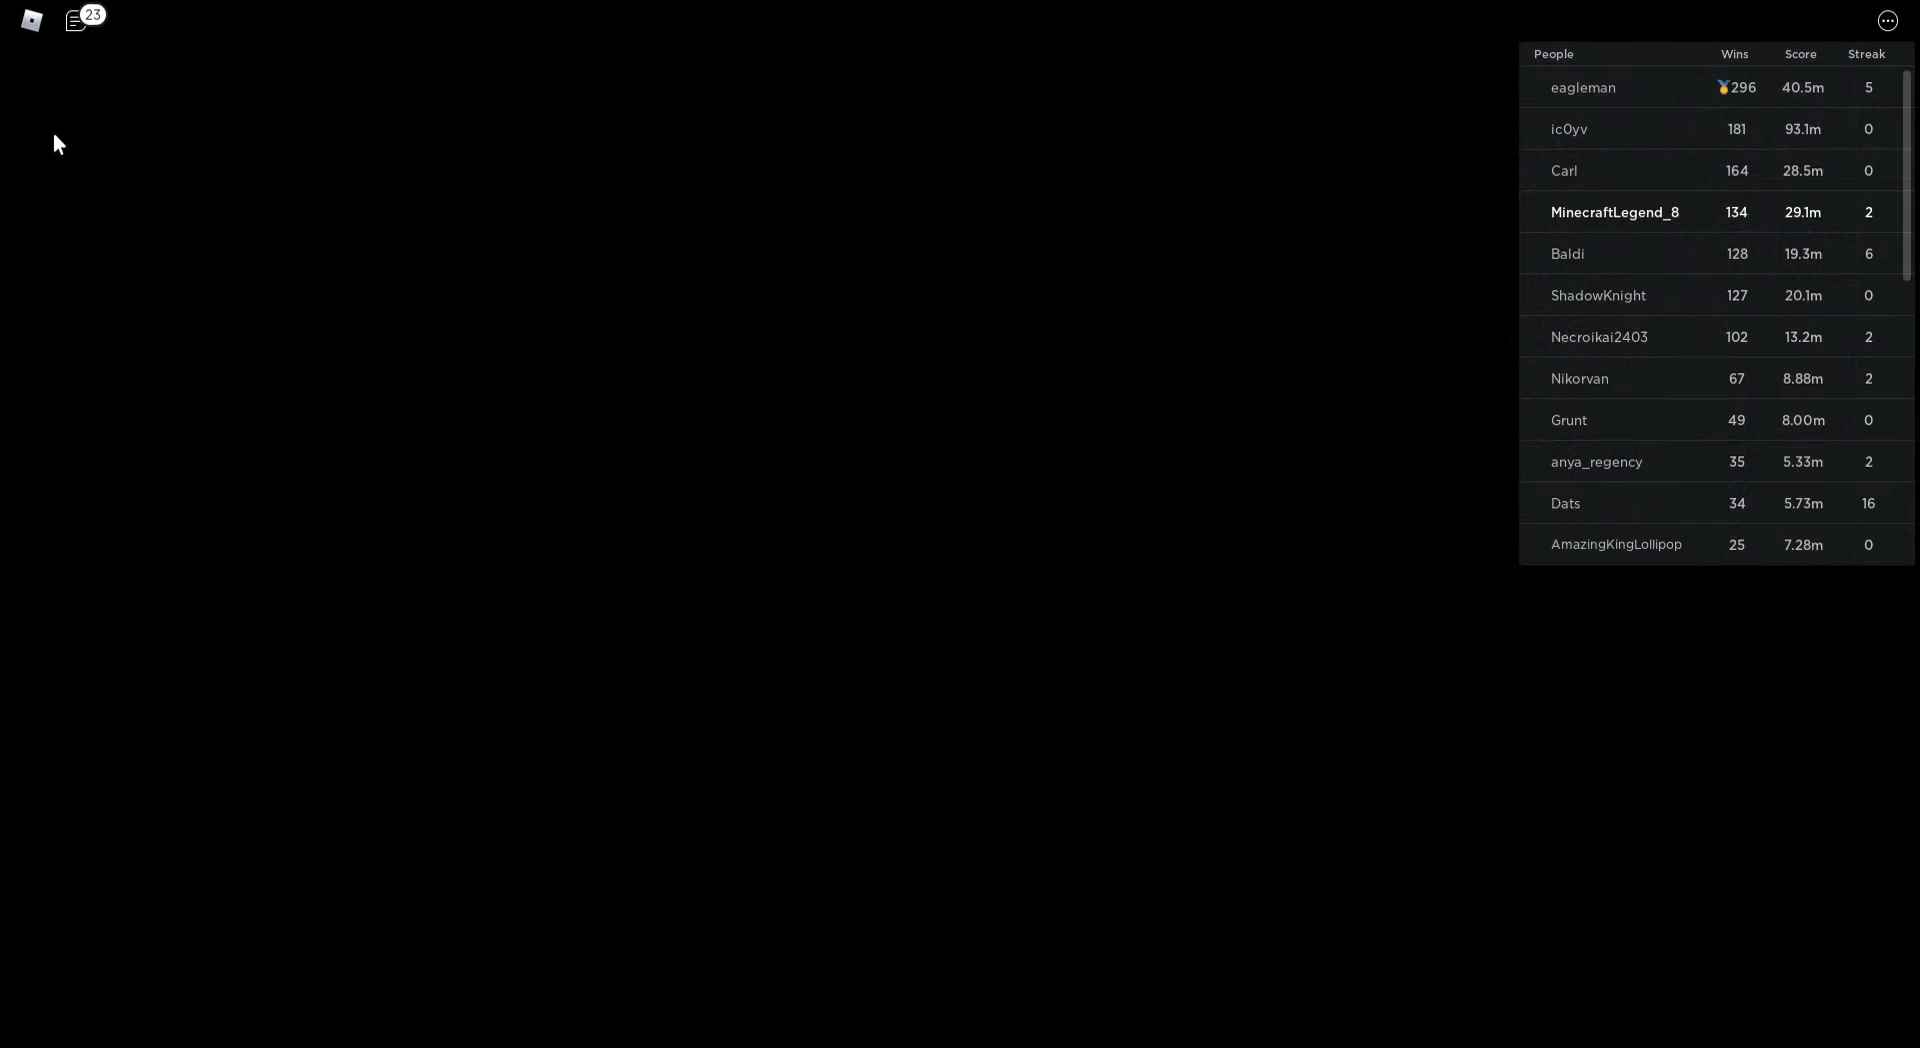 23
People Wins Score Streak
eagleman 🏅296 40.5m 5
ic0yv 181 93.1m 0
Carl 164 28.5m 0
MinecraftLegend_8 134 29.1m 2
Baldi 128 19.3m 6
ShadowKnight 127 20.1m 0
Necroikai2403 102 13.2m 2
Nikorvan 67 8.88m 2
Grunt 49 8.00m 0
anya_regency 35 5.33m 2
Dats 34 5.73m 16
AmazingKingLollipop 25 7.28m 0